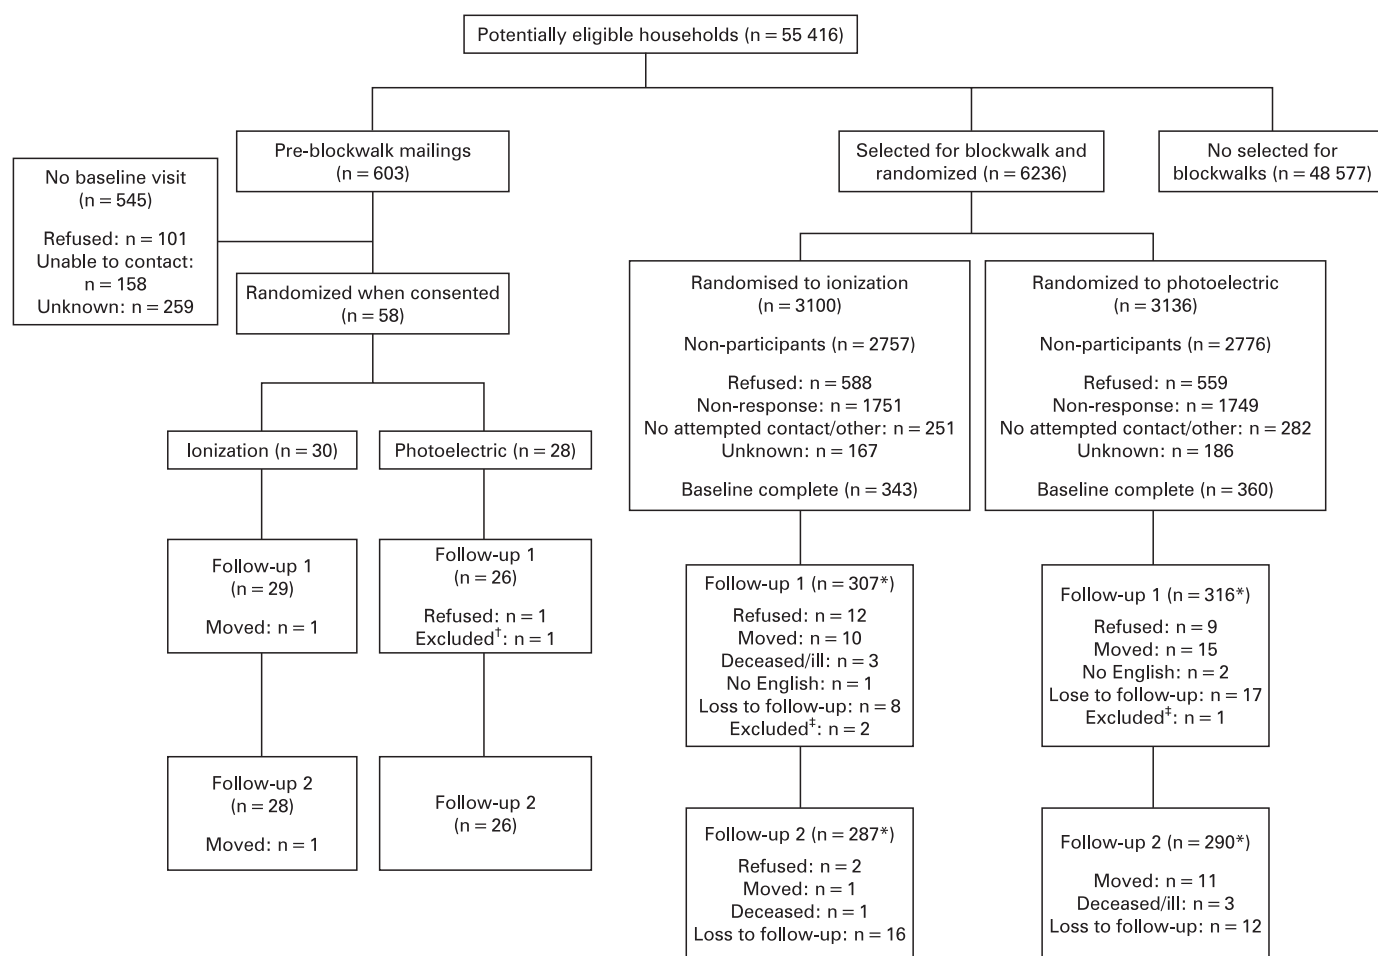 Potentially eligible households (n = 55 416)
Pre-blockwalk mailings
(n = 603)
Selected for blockwalk and
randomized (n = 6236)
No selected for
blockwalks (n = 48 577)
No baseline visit
(n = 545)
Refused: n = 101
Unable to contact:
n = 158
Unknown: n = 259
Randomized when consented
(n = 58)
Randomised to ionization
(n = 3100)
Non-participants (n = 2757)
Refused: n = 588
Non-response: n = 1751
No attempted contact/other: n = 251
Unknown: n = 167
Baseline complete (n = 343)
Randomized to photoelectric
(n = 3136)
Non-participants (n = 2776)
Refused: n = 559
Non-response: n = 1749
No attempted contact/other: n = 282
Unknown: n = 186
Baseline complete (n = 360)
Ionization (n = 30)
Photoelectric (n = 28)
Follow-up 1
(n = 29)
Moved: n = 1
Follow-up 1
(n = 26)
Refused: n = 1
Excluded†: n = 1
Follow-up 1 (n = 307*)
Refused: n = 12
Moved: n = 10
Deceased/ill: n = 3
No English: n = 1
Loss to follow-up: n = 8
Excluded‡: n = 2
Follow-up 1 (n = 316*)
Refused: n = 9
Moved: n = 15
No English: n = 2
Lose to follow-up: n = 17
Excluded‡: n = 1
Follow-up 2
(n = 28)
Moved: n = 1
Follow-up 2
(n = 26)
Follow-up 2 (n = 287*)
Refused: n = 2
Moved: n = 1
Deceased: n = 1
Loss to follow-up: n = 16
Follow-up 2 (n = 290*)
Moved: n = 11
Deceased/ill: n = 3
Loss to follow-up: n = 12